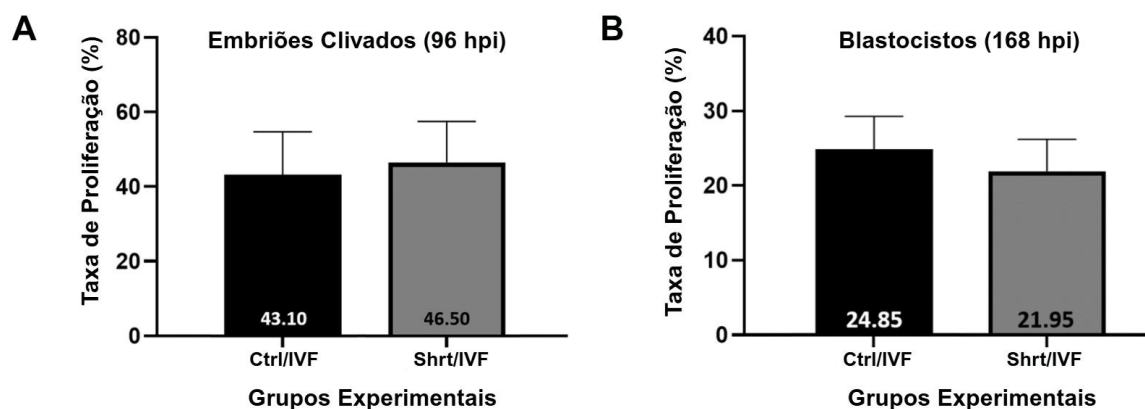 A
Embriões Clivados (96 hpi)
Taxa de Proliferação (%)
80
60
40
20
0
43.10
46.50
Ctrl/IVF
Shrt/IVF
Grupos Experimentais
B
Blastocistos (168 hpi)
Taxa de Proliferação (%)
40
30
20
10
0
24.85
21.95
Ctrl/IVF
Shrt/IVF
Grupos Experimentais